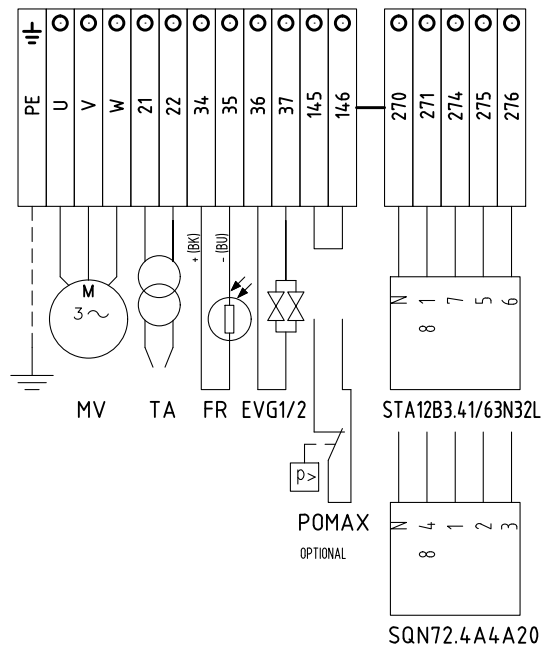 PE U V W 21 22 34 35 36 37 145 146 270 271 274 275 276
+(BK) -(BU)
M
3~
N 1 7 5 6
8
MV TA FR EVG1/2 STA12B3.41/63N32L
p>
N 4 1 2 3
8
POMAX
OPTIONAL
SQN72.4A4A20